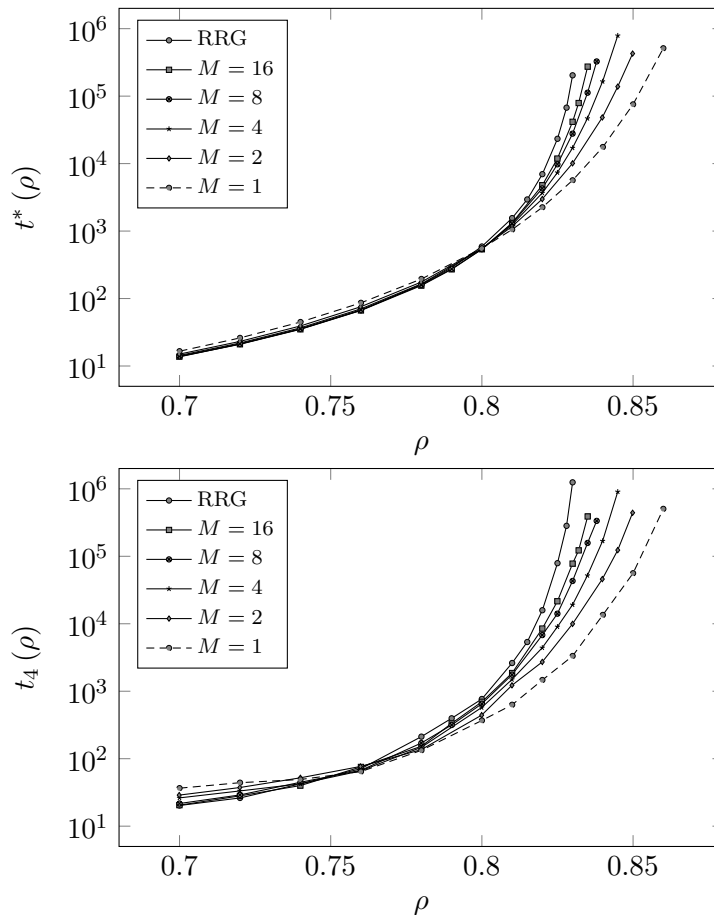 10^6
10^5
10^4
10^3
10^2
10^1
t* (ρ)
RRG
M = 16
M = 8
M = 4
M = 2
M = 1
0.7 0.75 0.8 0.85
ρ
10^6
10^5
10^4
10^3
10^2
10^1
t_4 (ρ)
RRG
M = 16
M = 8
M = 4
M = 2
M = 1
0.7 0.75 0.8 0.85
ρ